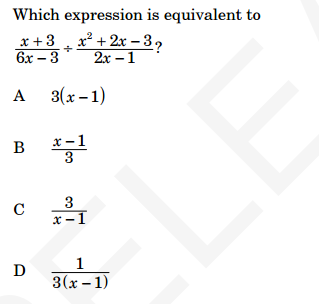 Which expression is equivalent to
(x + 3)/(6x − 3) ÷ (x² + 2x − 3)/(2x − 1)?
A 3(x − 1)
B (x − 1)/3
C 3/(x − 1)
D 1/(3(x − 1))